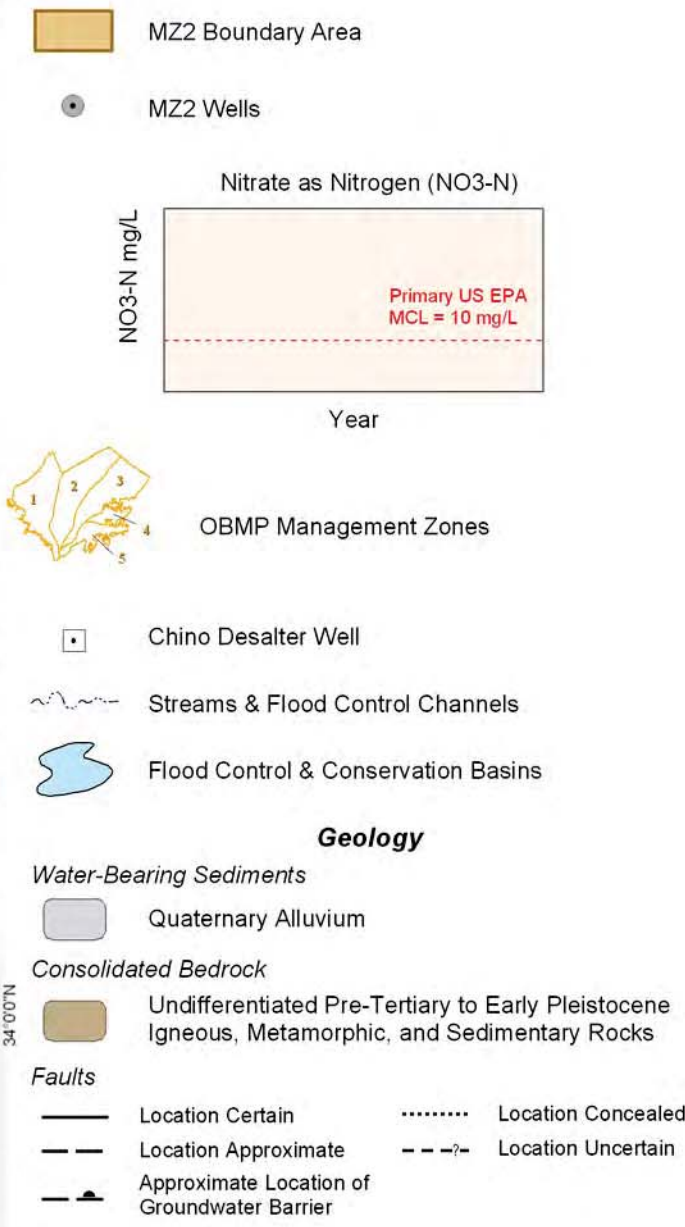 MZ2 Boundary Area
MZ2 Wells
Nitrate as Nitrogen (NO3-N)
NO3-N mg/L
Primary US EPA
MCL = 10 mg/L
Year
1
2
3
4
5
OBMP Management Zones
Chino Desalter Well
Streams & Flood Control Channels
Flood Control & Conservation Basins
Geology
Water-Bearing Sediments
Quaternary Alluvium
Consolidated Bedrock
34°0'0"N
Undifferentiated Pre-Tertiary to Early Pleistocene
Igneous, Metamorphic, and Sedimentary Rocks
Faults
Location Certain
Location Concealed
Location Approximate
?
Location Uncertain
Approximate Location of
Groundwater Barrier